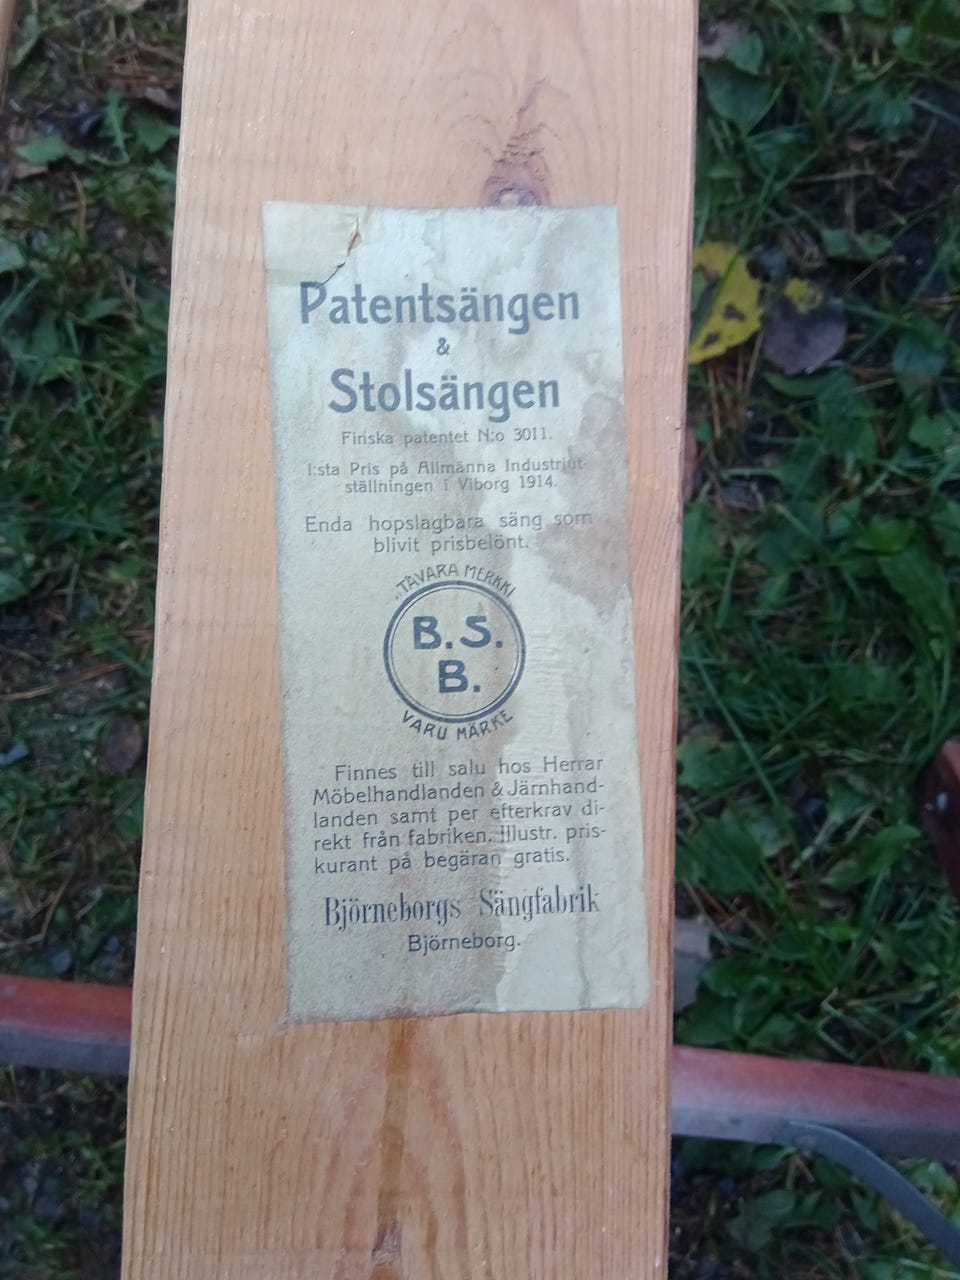 Patentsängen
&
Stolsängen
Finska patentet N:o 3011.
I:sta Pris på Allmänna Industriut-
ställningen i Viborg 1914.
Enda hopslagbara säng som
blivit prisbelönt.
TAVARA MERKKI
B.S.
B.
VARU MÄRKE
Finnes till salu hos Herrar
Möbelhandlanden & Järnhand-
landen samt per efterkrav di-
rekt från fabriken. Illustr. pris-
kurant på begäran gratis.
Björneborgs Sängfabrik
Björneborg.